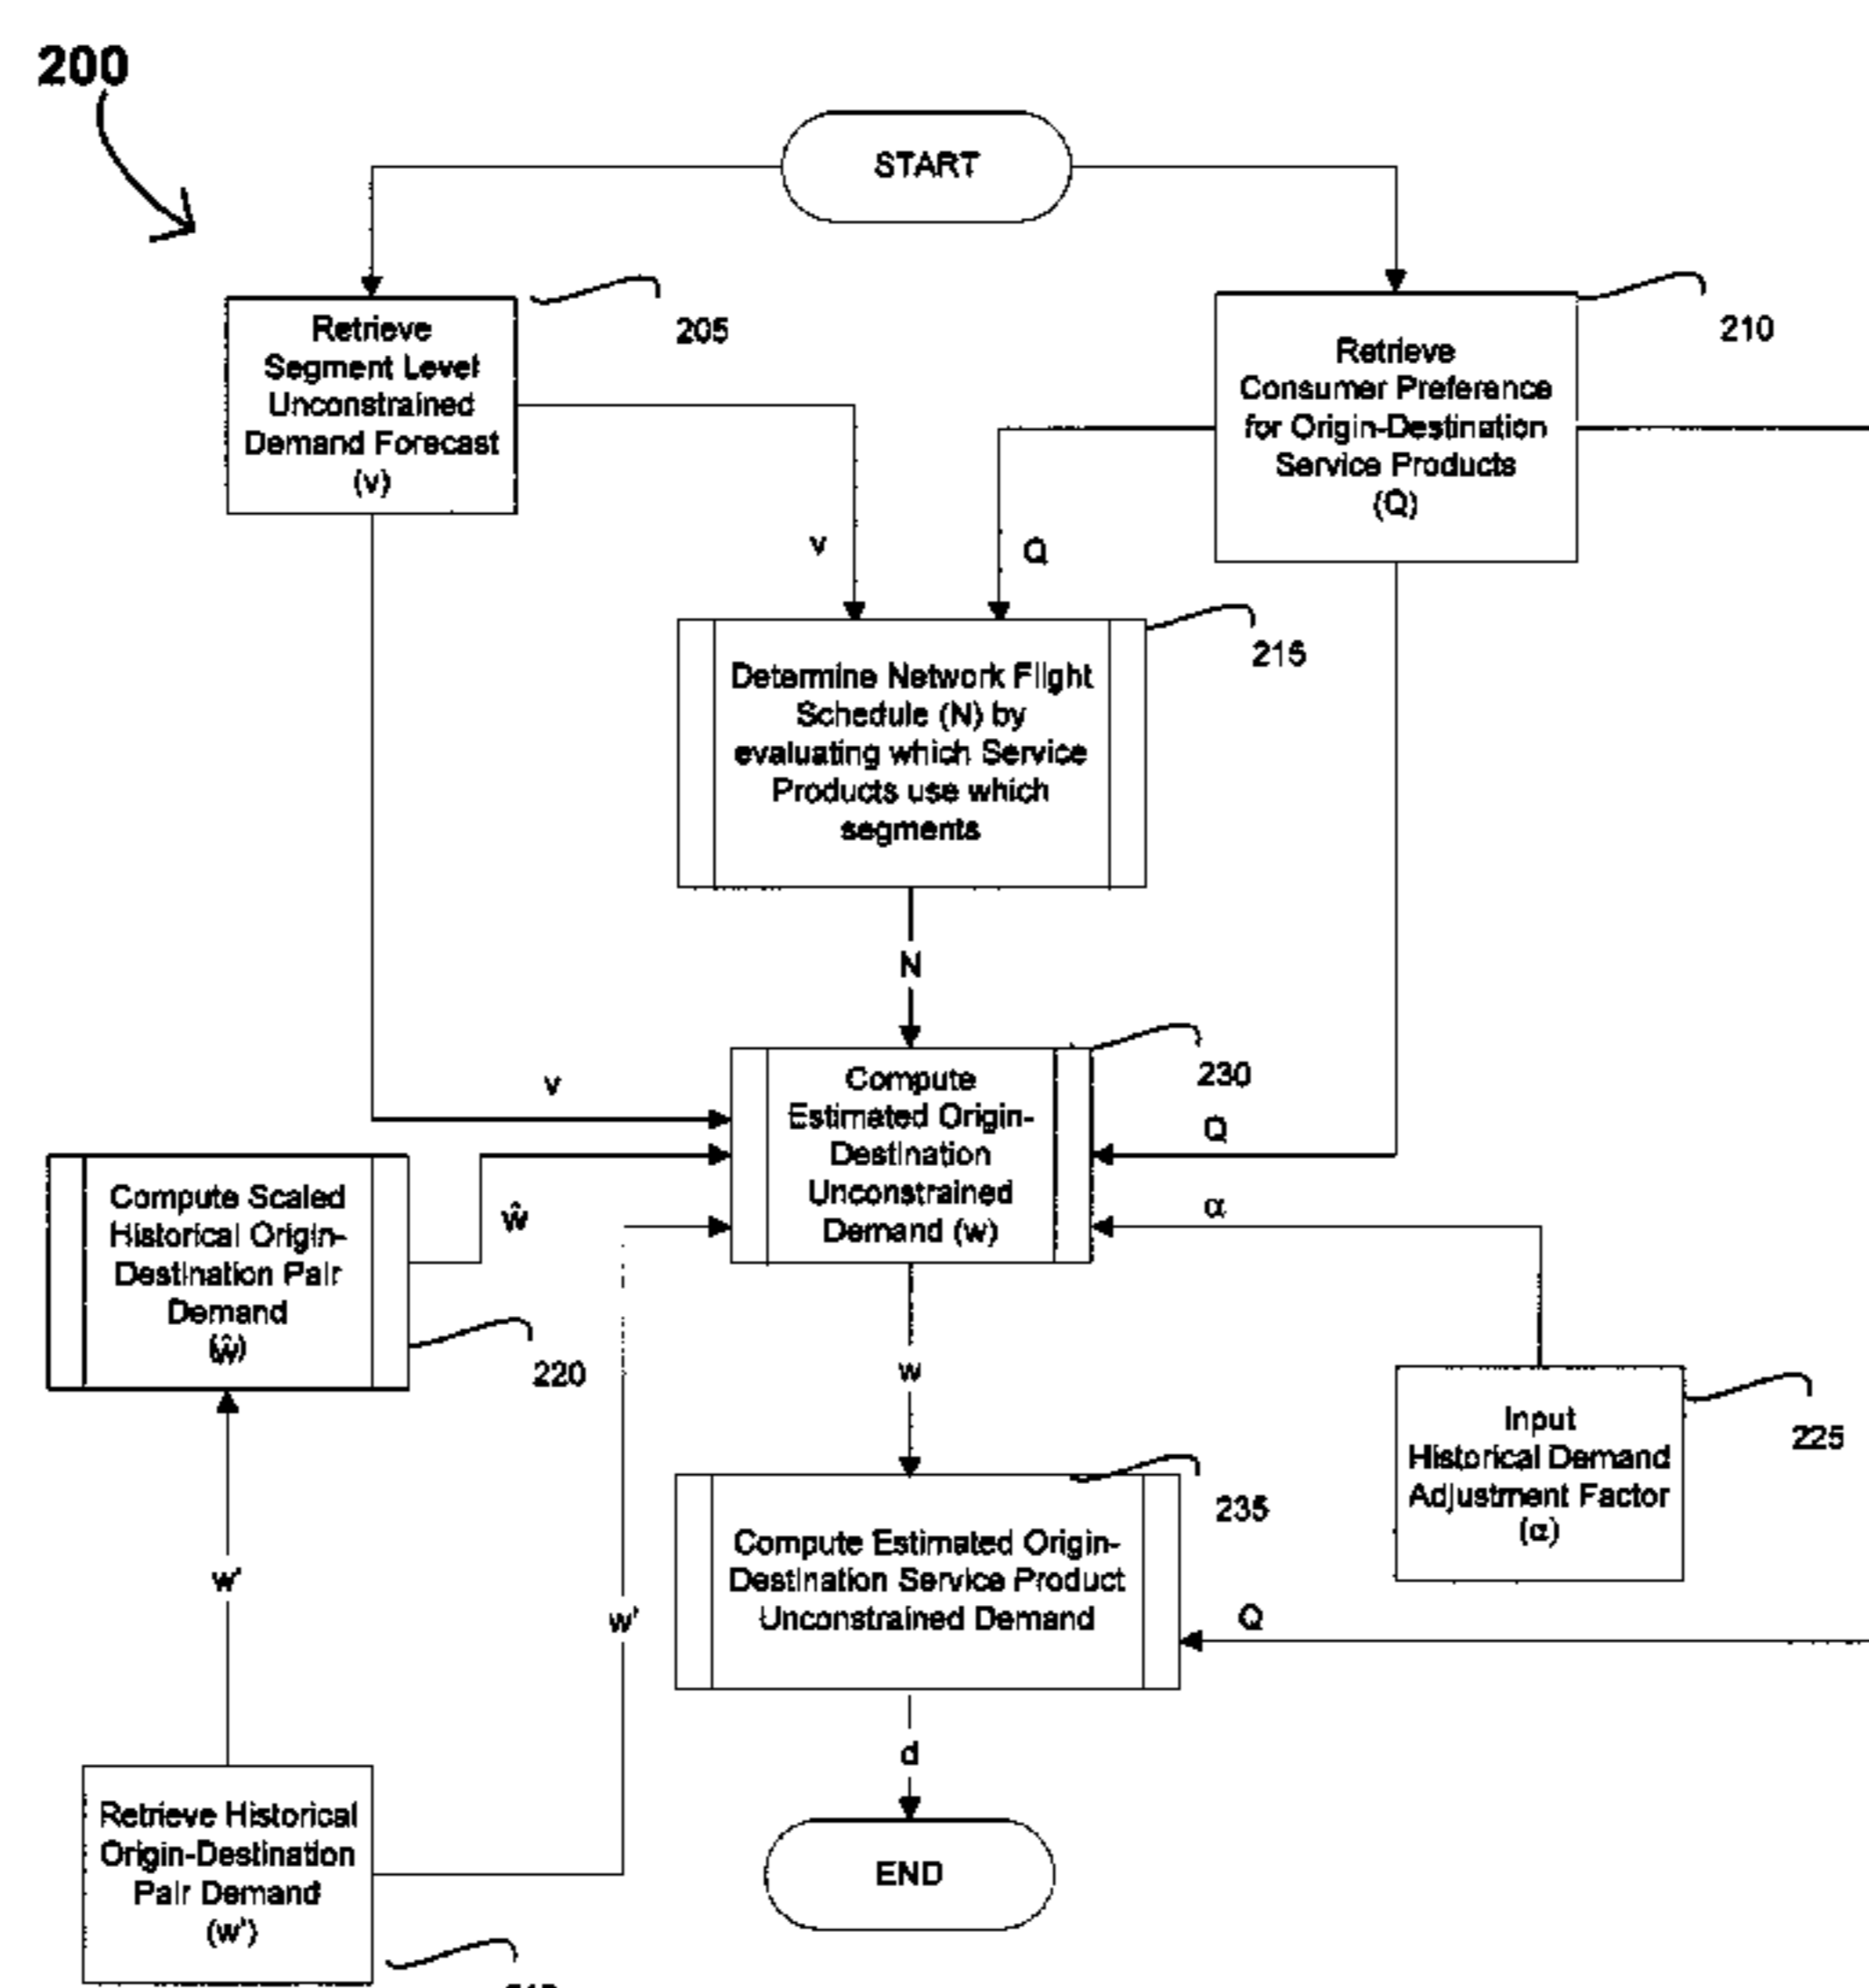 200
START
Retrieve
Segment Level
Unconstrained
Demand Forecast
(v)
205
Retrieve
Consumer Preference
for Origin-Destination
Service Products
(Q)
210
v
Q
Determine Network Flight
Schedule (N) by
evaluating which Service
Products use which
segments
215
N
Compute
Estimated Origin-
Destination
Unconstrained
Demand (w)
230
v
Q
Compute Scaled
Historical Origin-
Destination Pair
Demand
(ŵ)
220
ŵ
α
w
Input
Historical Demand
Adjustment Factor
(α)
225
Compute Estimated Origin-
Destination Service Product
Unconstrained Demand
235
w'
w'
Q
d
Retrieve Historical
Origin-Destination
Pair Demand
(w')
END